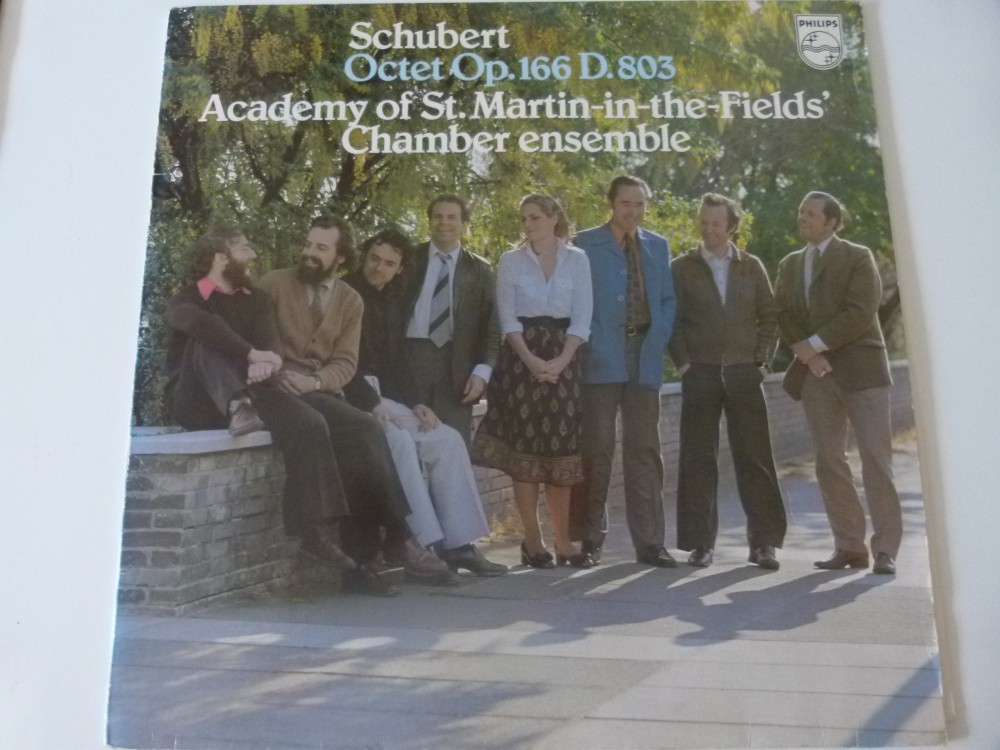 Schubert
Octet Op.166 D.803
Academy of St. Martin-in-the-Fields'
Chamber ensemble
PHILIPS